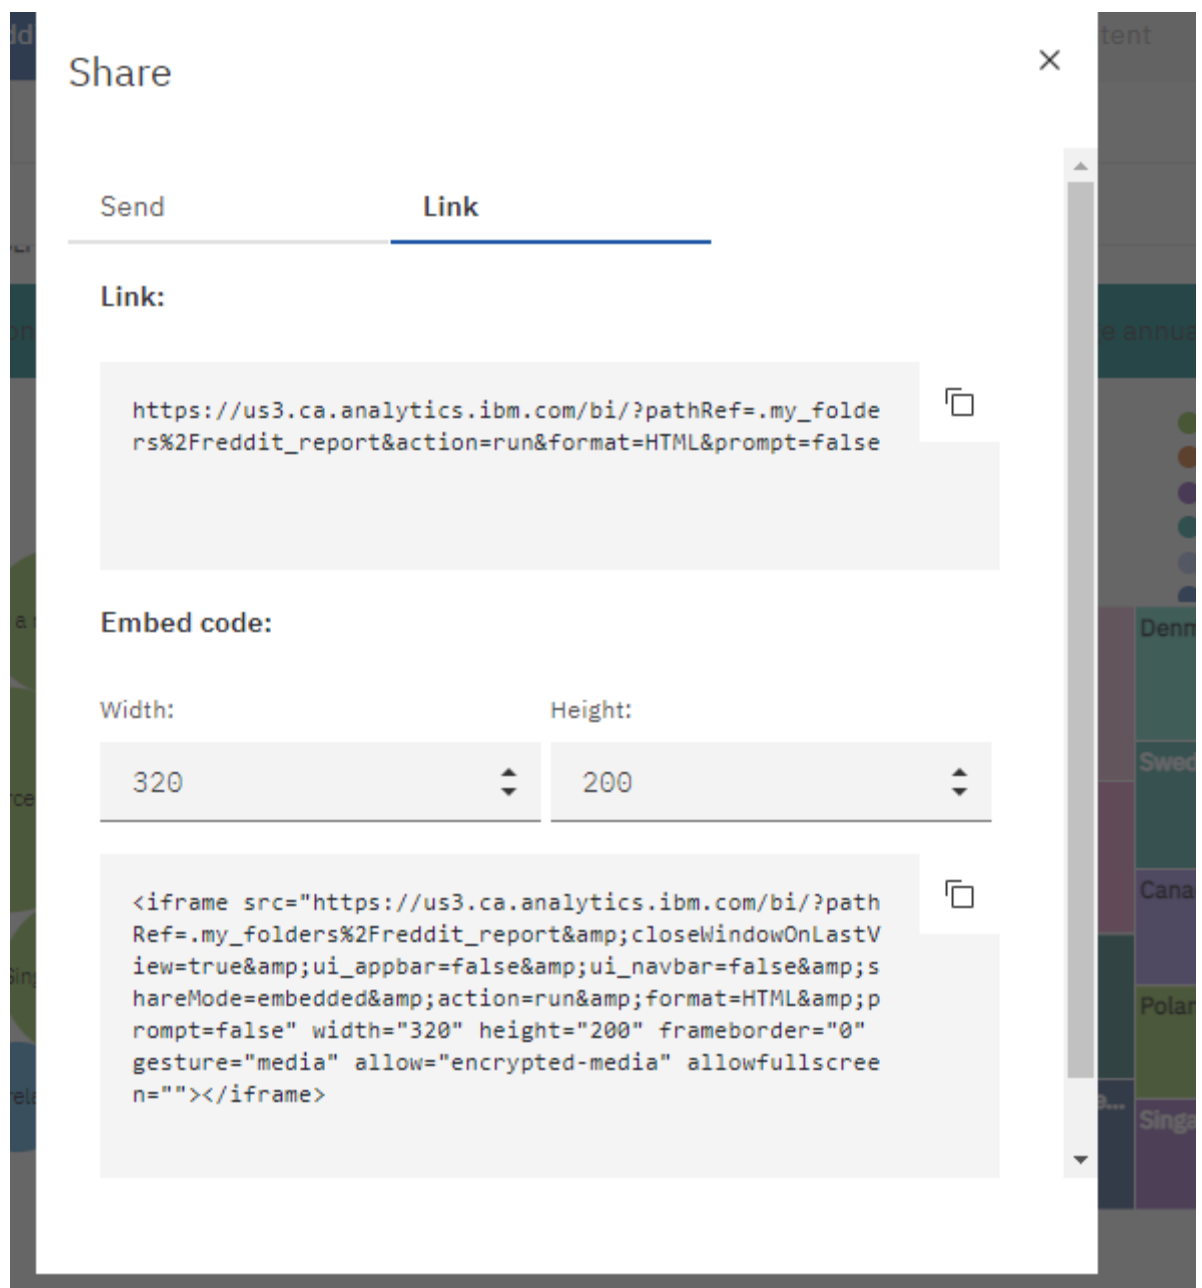 Share
tent
Send
Link
Link:
e annua
https://us3.ca.analytics.ibm.com/bi/?pathRef=.my_folde
rs%2Freddit_report&action=run&format=HTML&prompt=false
Embed code:
Denm
Width:
Height:
320
200
Swed
<iframe src="https://us3.ca.analytics.ibm.com/bi/?path
Ref=.my_folders%2Freddit_report&amp;closeWindowOnLastV
iew=true&amp;ui_appbar=false&amp;ui_navbar=false&amp;s
hareMode=embedded&amp;action=run&amp;format=HTML&amp;p
rompt=false" width="320" height="200" frameborder="0"
gesture="media" allow="encrypted-media" allowfullscree
n=""></iframe>
Cana
Polar
Singa